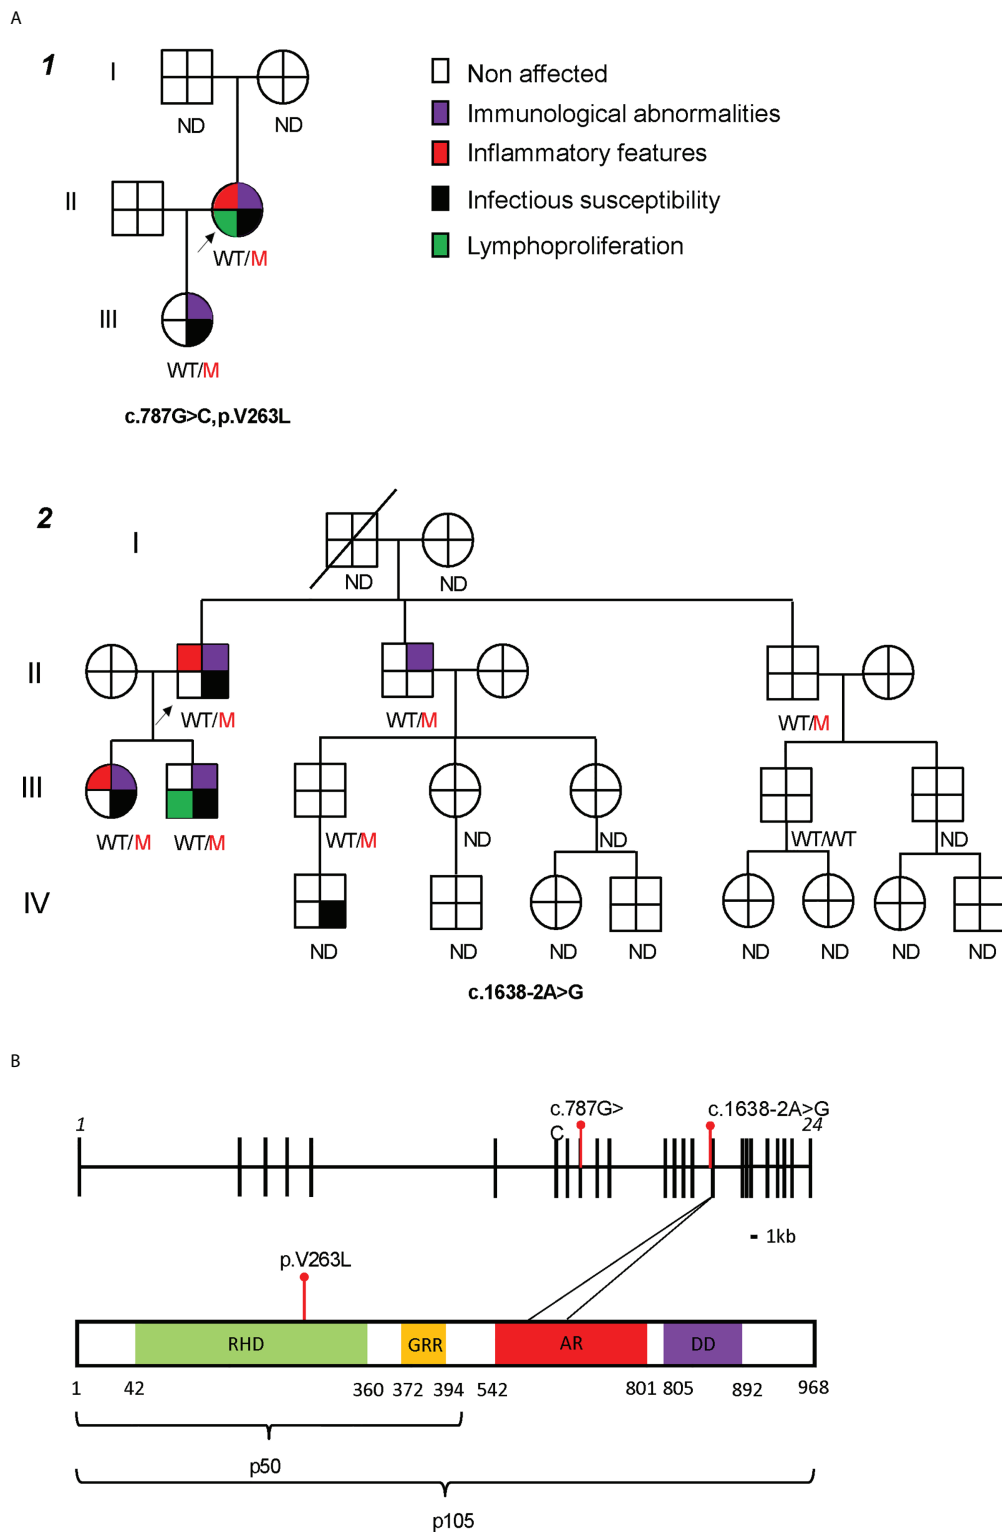 A
1
I
ND
ND
Non affected
Immunological abnormalities
Inflammatory features
Infectious susceptibility
Lymphoproliferation
II
WT/M
III
WT/M
c.787G>C,p.V263L
2
I
ND
ND
II
WT/M
WT/M
WT/M
III
WT/M
WT/M
WT/M
ND
ND
WT/WT
ND
IV
ND
ND
ND
ND
ND
ND
ND
ND
c.1638-2A>G
B
1
c.787G>
C
c.1638-2A>G
24
1kb
p.V263L
RHD
GRR
AR
DD
1 42 360 372 394 542 801 805 892 968
p50
p105